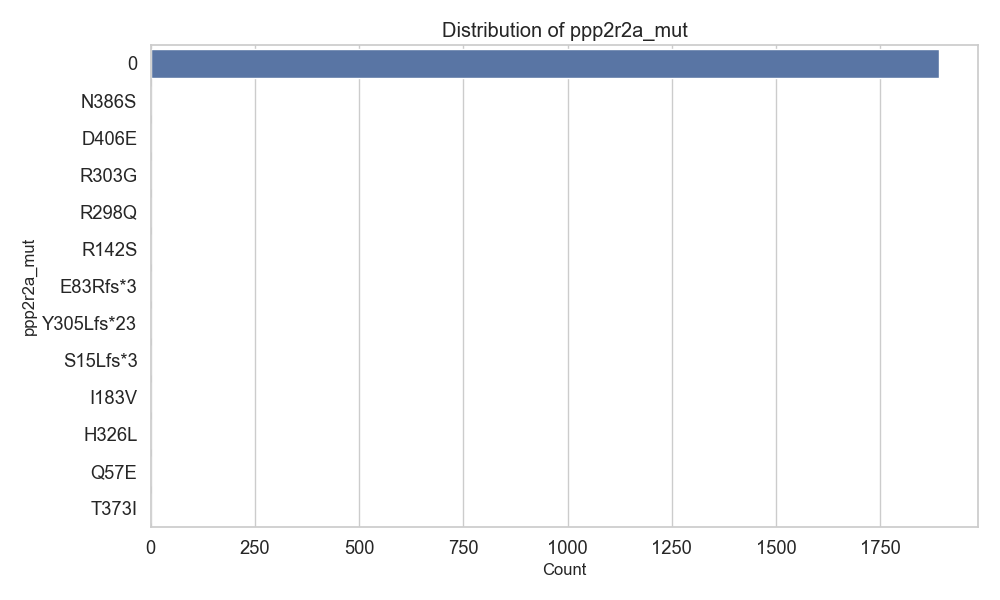 Distribution of ppp2r2a_mut
0
N386S
D406E
R303G
R298Q
R142S
E83Rfs*3
Y305Lfs*23
S15Lfs*3
I183V
H326L
Q57E
T373I
ppp2r2a_mut
0 250 500 750 1000 1250 1500 1750
Count